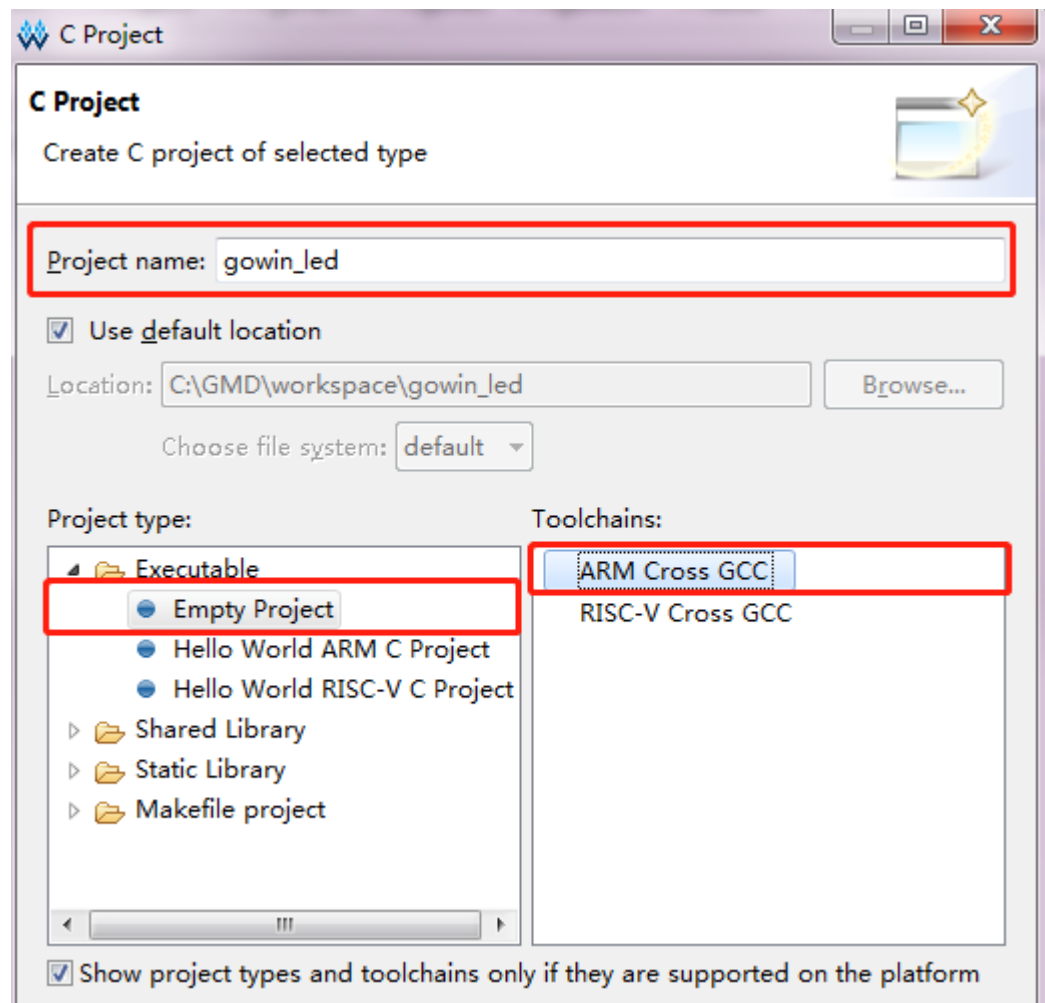 C Project
C Project
Create C project of selected type
Project name: gowin_led
Use default location
Location: C:\GMD\workspace\gowin_led Browse...
Choose file system: default
Project type: Toolchains:
Executable
Empty Project
Hello World ARM C Project
Hello World RISC-V C Project
Shared Library
Static Library
Makefile project
ARM Cross GCC
RISC-V Cross GCC
Show project types and toolchains only if they are supported on the platform